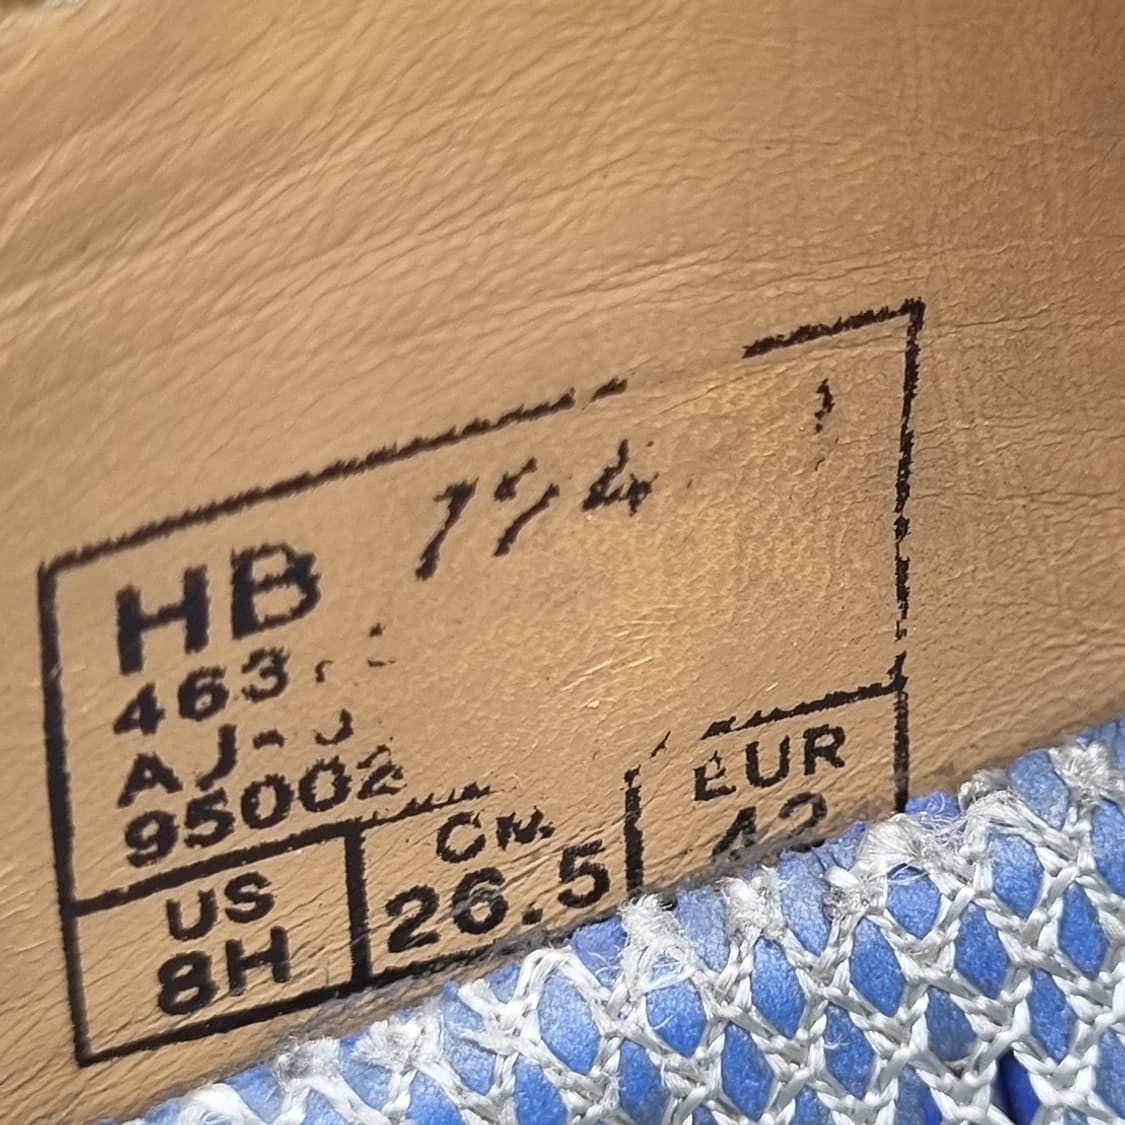 HB
463
AJ-
95002
US CM EUR
8H 26.5 42